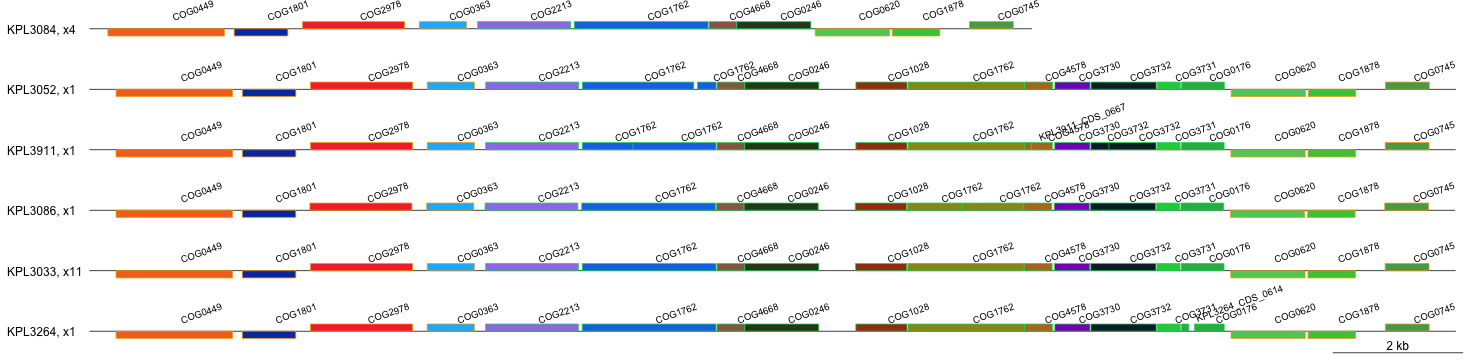 COG0449 COG1801 COG2978 COG0363 COG2213 COG1762 COG4668 COG0246 COG0620 COG1878 COG0745
KPL3084, x4
COG0449 COG1801 COG2978 COG0363 COG2213 COG1762 COG1762 COG4668 COG0246 COG1028 COG1762 COG4578 COG3730 COG3732 COG3731 COG0176 COG0620 COG1878 COG0745
KPL3052, x1
COG0449 COG1801 COG2978 COG0363 COG2213 COG1762 COG1762 COG4668 COG0246 COG1028 COG1762 KPL3911_CDS_0667 COG4578 COG3730 COG3732 COG3732 COG3731 COG0176 COG0620 COG1878 COG0745
KPL3911, x1
COG0449 COG1801 COG2978 COG0363 COG2213 COG1762 COG4668 COG0246 COG1028 COG1762 COG1762 COG4578 COG3730 COG3732 COG3731 COG0176 COG0620 COG1878 COG0745
KPL3086, x1
COG0449 COG1801 COG2978 COG0363 COG2213 COG1762 COG4668 COG0246 COG1028 COG1762 COG4578 COG3730 COG3732 COG3731 COG0176 COG0620 COG1878 COG0745
KPL3033, x11
COG0449 COG1801 COG2978 COG0363 COG2213 COG1762 COG4668 COG0246 COG1028 COG1762 COG4578 COG3730 COG3732 COG3731 KPL3264_CDS_0614 COG0176 COG0620 COG1878 COG0745
KPL3264, x1
2 kb